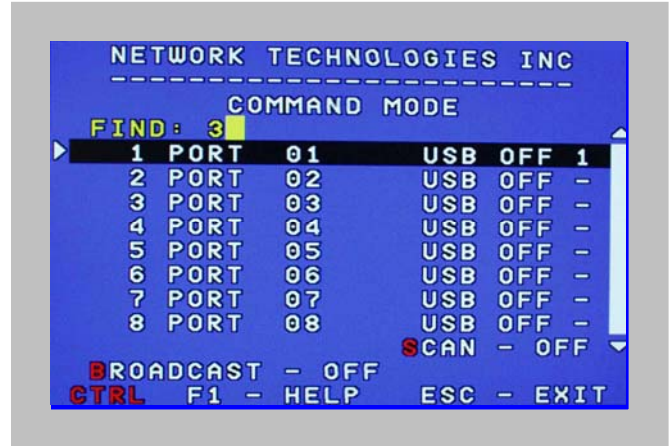 NETWORK TECHNOLOGIES INC
------------------------
COMMAND MODE
FIND: 3
1 PORT 01 USB OFF 1
2 PORT 02 USB OFF -
3 PORT 03 USB OFF -
4 PORT 04 USB OFF -
5 PORT 05 USB OFF -
6 PORT 06 USB OFF -
7 PORT 07 USB OFF -
8 PORT 08 USB OFF -
SCAN - OFF
BROADCAST - OFF
CTRL F1 - HELP ESC - EXIT